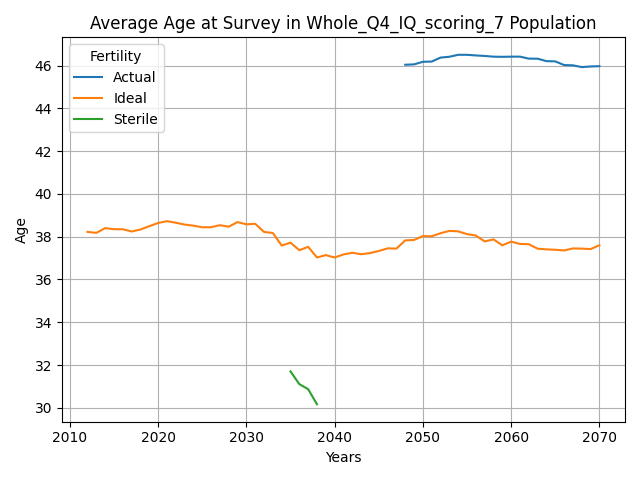 Average Age at Survey in Whole_Q4_IQ_scoring_7 Population
Fertility
Actual
Ideal
Sterile
Age
46
44
42
40
38
36
34
32
30
2010 2020 2030 2040 2050 2060 2070
Years